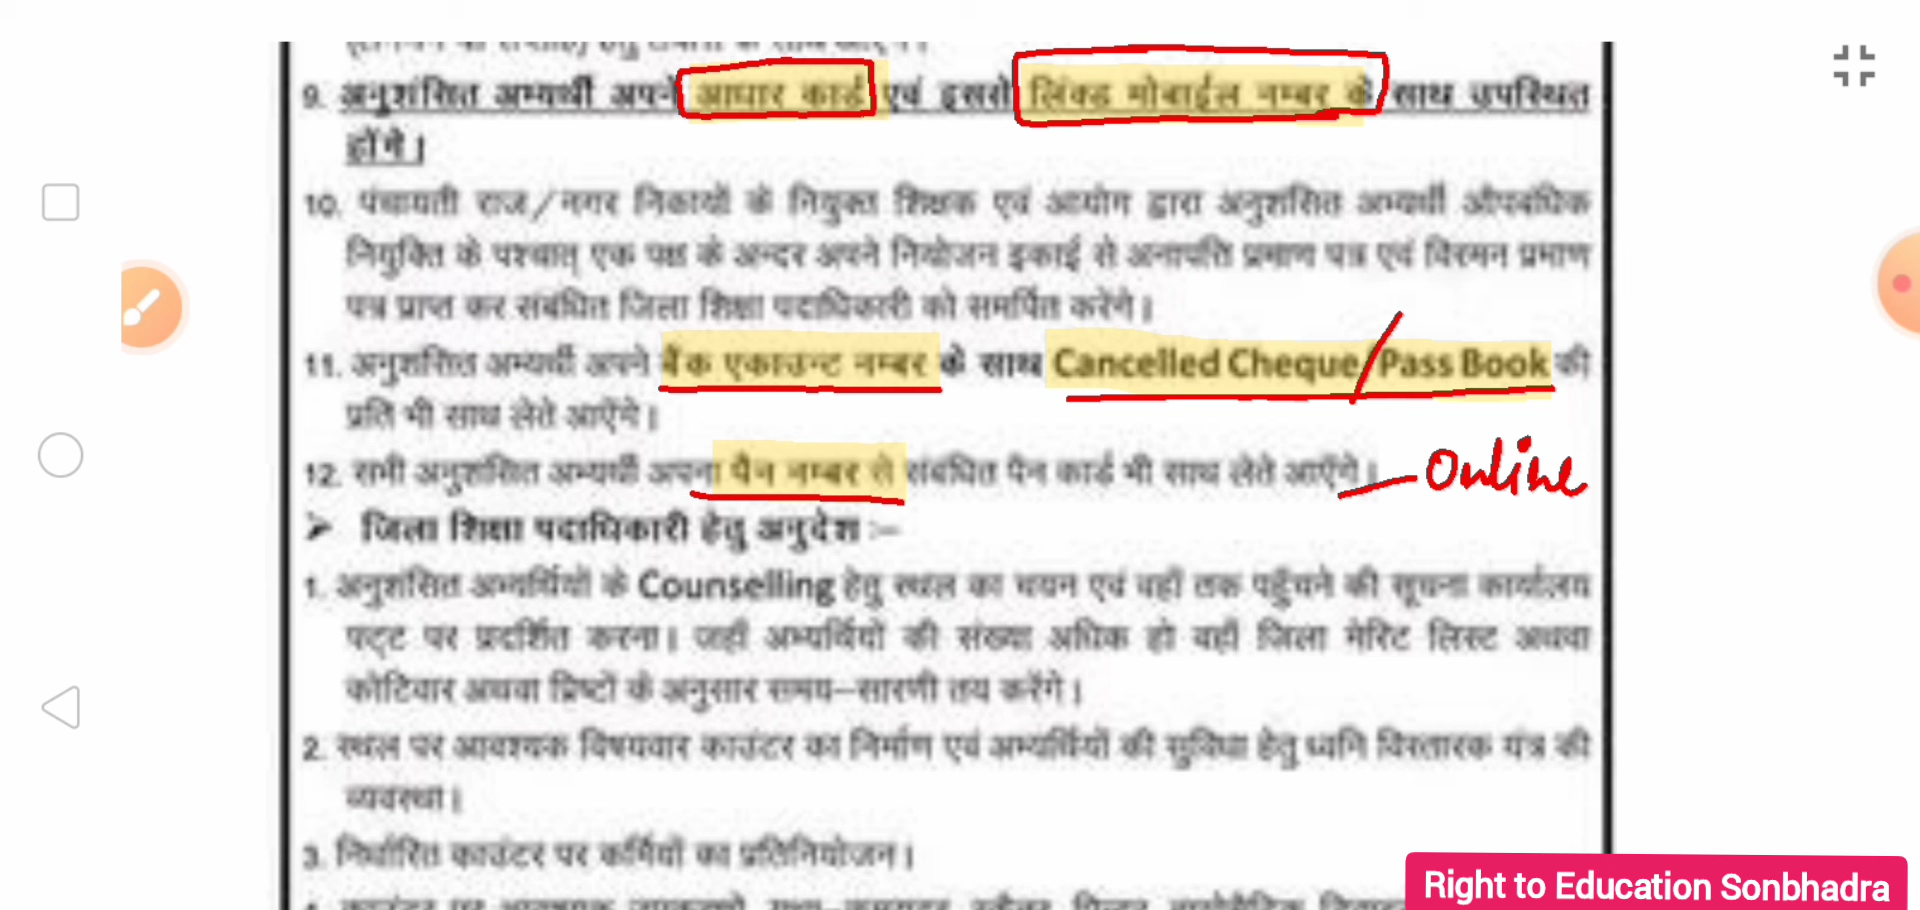 9. अनुशंसित अभ्यर्थी अपने आधार कार्ड एवं इससे लिंक्ड मोबाईल नम्बर के साथ उपस्थित
होंगे।
10. पंचायती राज/नगर निकायों के नियुक्त शिक्षक एवं आयोग द्वारा अनुशंसित अभ्यर्थी औपबंधिक
नियुक्ति के पश्चात् एक पक्ष के अन्दर अपने नियोजन इकाई से अनापत्ति प्रमाण पत्र एवं विरमन प्रमाण
पत्र प्राप्त कर संबंधित जिला शिक्षा पदाधिकारी को समर्पित करेंगे।
11. अनुशंसित अभ्यर्थी अपने बैंक एकाउन्ट नम्बर के साथ Cancelled Cheque/Pass Book की
प्रति भी साथ लेते आऐंगे।
12. सभी अनुशंसित अभ्यर्थी अपना पैन नम्बर से संबंधित पैन कार्ड भी साथ लेते आऐंगे। - Online
➤ जिला शिक्षा पदाधिकारी हेतु अनुदेश :–
1. अनुशंसित अभ्यर्थियों के Counselling हेतु स्थल का चयन एवं वहाँ तक पहुँचने की सूचना कार्यालय
पट्ट पर प्रदर्शित करना। जहाँ अभ्यर्थियों की संख्या अधिक हो वहाँ जिला मेरिट लिस्ट अथवा
कोटिवार अथवा प्रिष्टों के अनुसार समय–सारणी तय करेंगे।
2. स्थल पर आवश्यक विषयवार काउंटर का निर्माण एवं अभ्यर्थियों की सुविधा हेतु ध्वनि विस्तारक यंत्र की
व्यवस्था।
3. निर्धारित काउंटर पर कर्मियों का प्रतिनियोजन।
Right to Education Sonbhadra